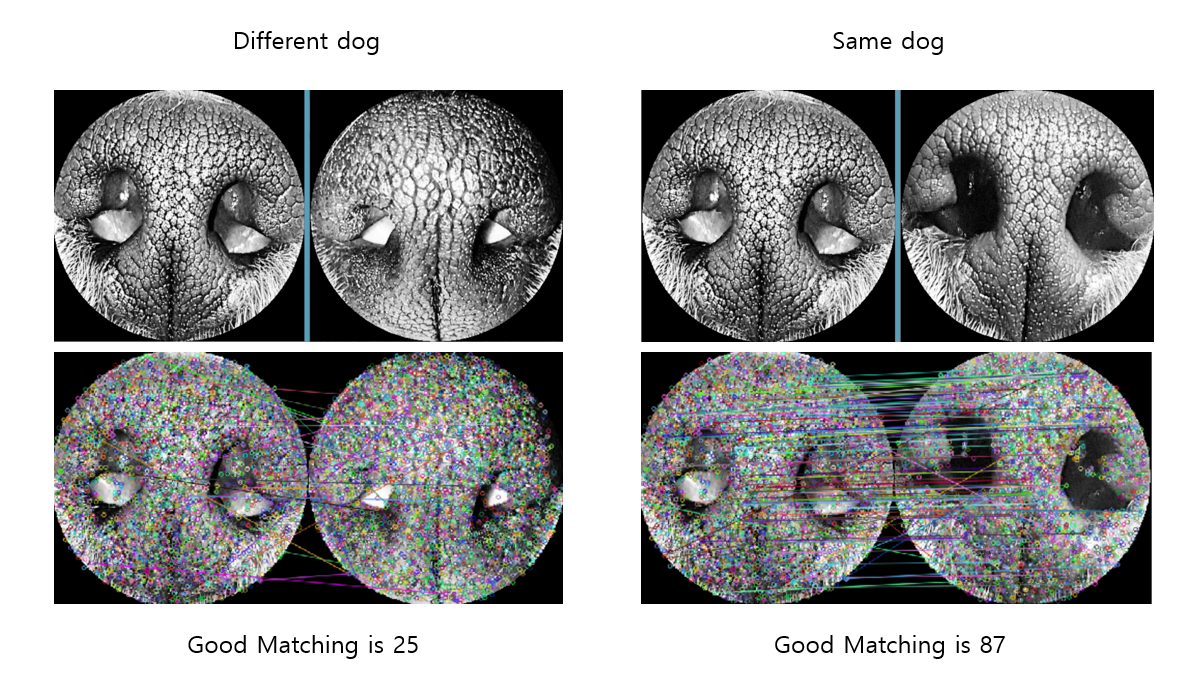 Different dog
Same dog
Good Matching is 25
Good Matching is 87